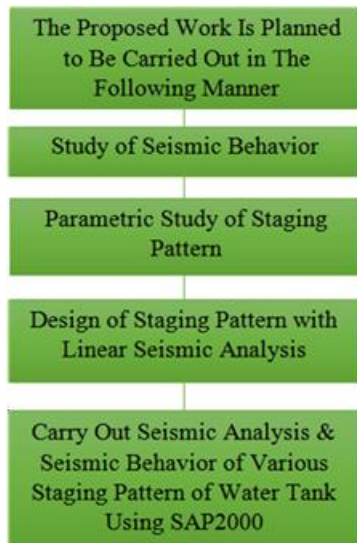 The Proposed Work Is Planned
to Be Carried Out in The
Following Manner
Study of Seismic Behavior
Parametric Study of Staging
Pattern
Design of Staging Pattern with
Linear Seismic Analysis
Carry Out Seismic Analysis &
Seismic Behavior of Various
Staging Pattern of Water Tank
Using SAP2000